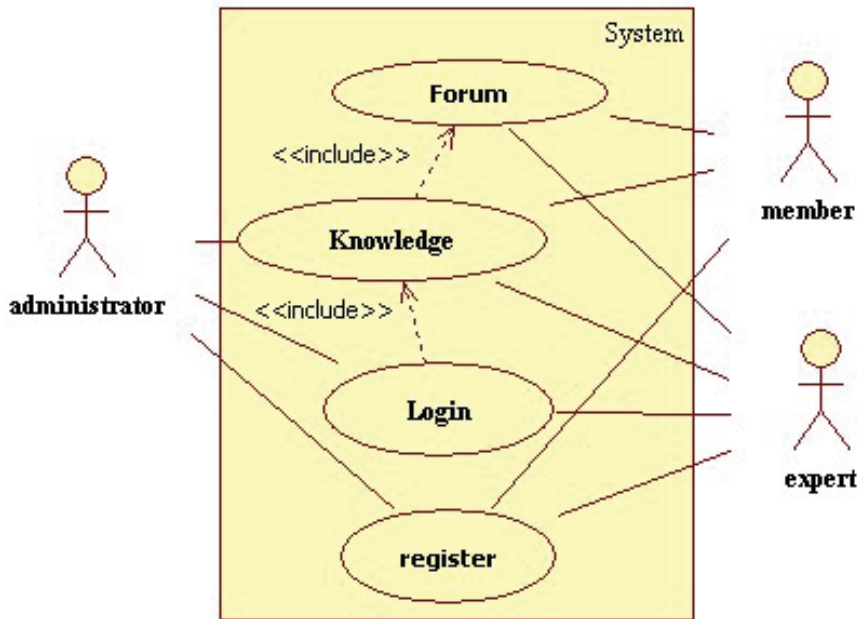 System
Forum
<<include>>
member
Knowledge
administrator
<<include>>
Login
expert
register